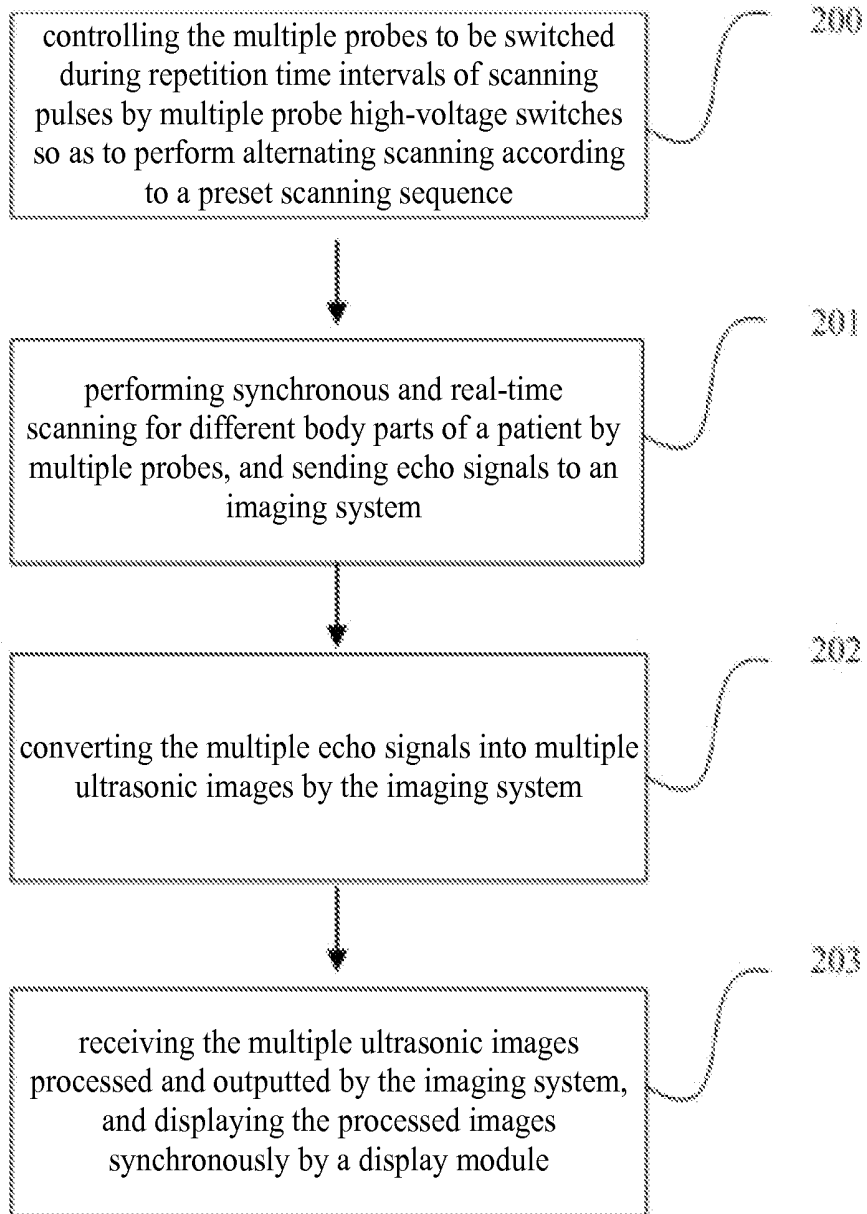 controlling the multiple probes to be switched
during repetition time intervals of scanning
pulses by multiple probe high-voltage switches
so as to perform alternating scanning according
to a preset scanning sequence
200
performing synchronous and real-time
scanning for different body parts of a patient by
multiple probes, and sending echo signals to an
imaging system
201
converting the multiple echo signals into multiple
ultrasonic images by the imaging system
202
receiving the multiple ultrasonic images
processed and outputted by the imaging system,
and displaying the processed images
synchronously by a display module
203